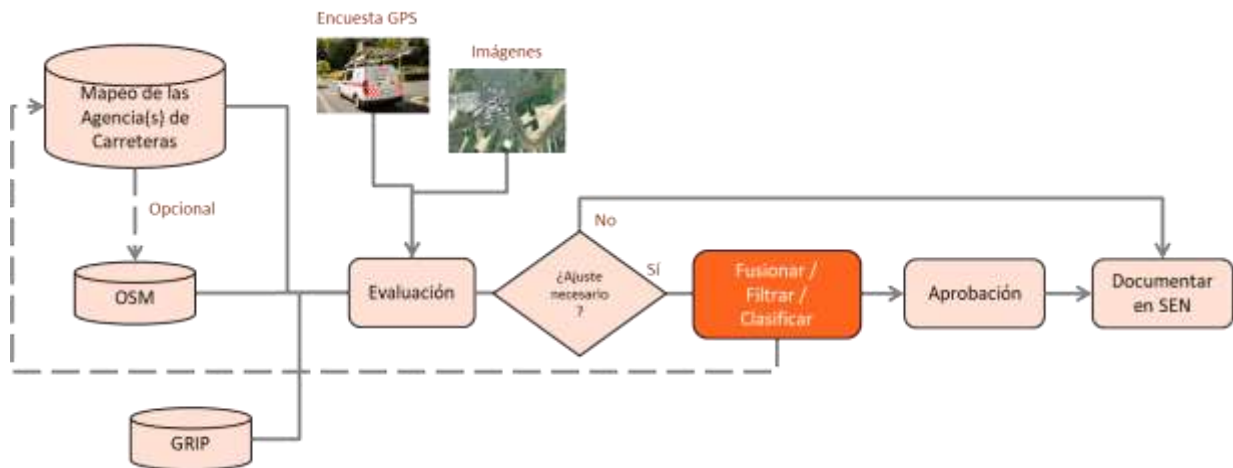 Encuesta GPS
Imágenes
Mapeo de las
Agencia(s) de
Carreteras
Opcional
No
OSM
Evaluación
¿Ajuste
necesario
?
Sí
Fusionar /
Filtrar /
Clasificar
Aprobación
Documentar
en SEN
GRIP